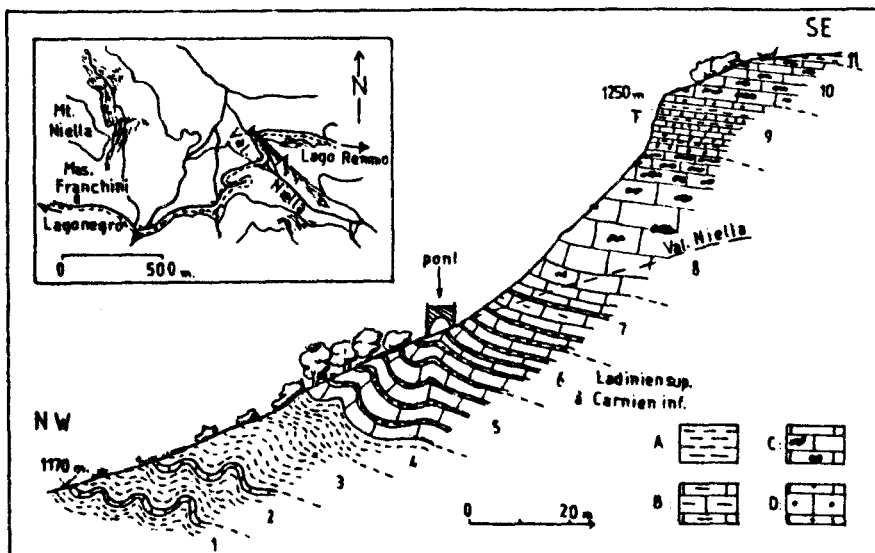 SE
N
Mt.
Niella
Mas.
Franchini
Lagonegro
Val
Niella
Lago Remmo
0 500 m.
1250 m
F
11
10
9
Val. Niella
8
7
pont
6 Ladinien sup.
à Carnien inf.
5
4
3
2
1
NW
1170 m.
0 20 m
A
B
C:
D: